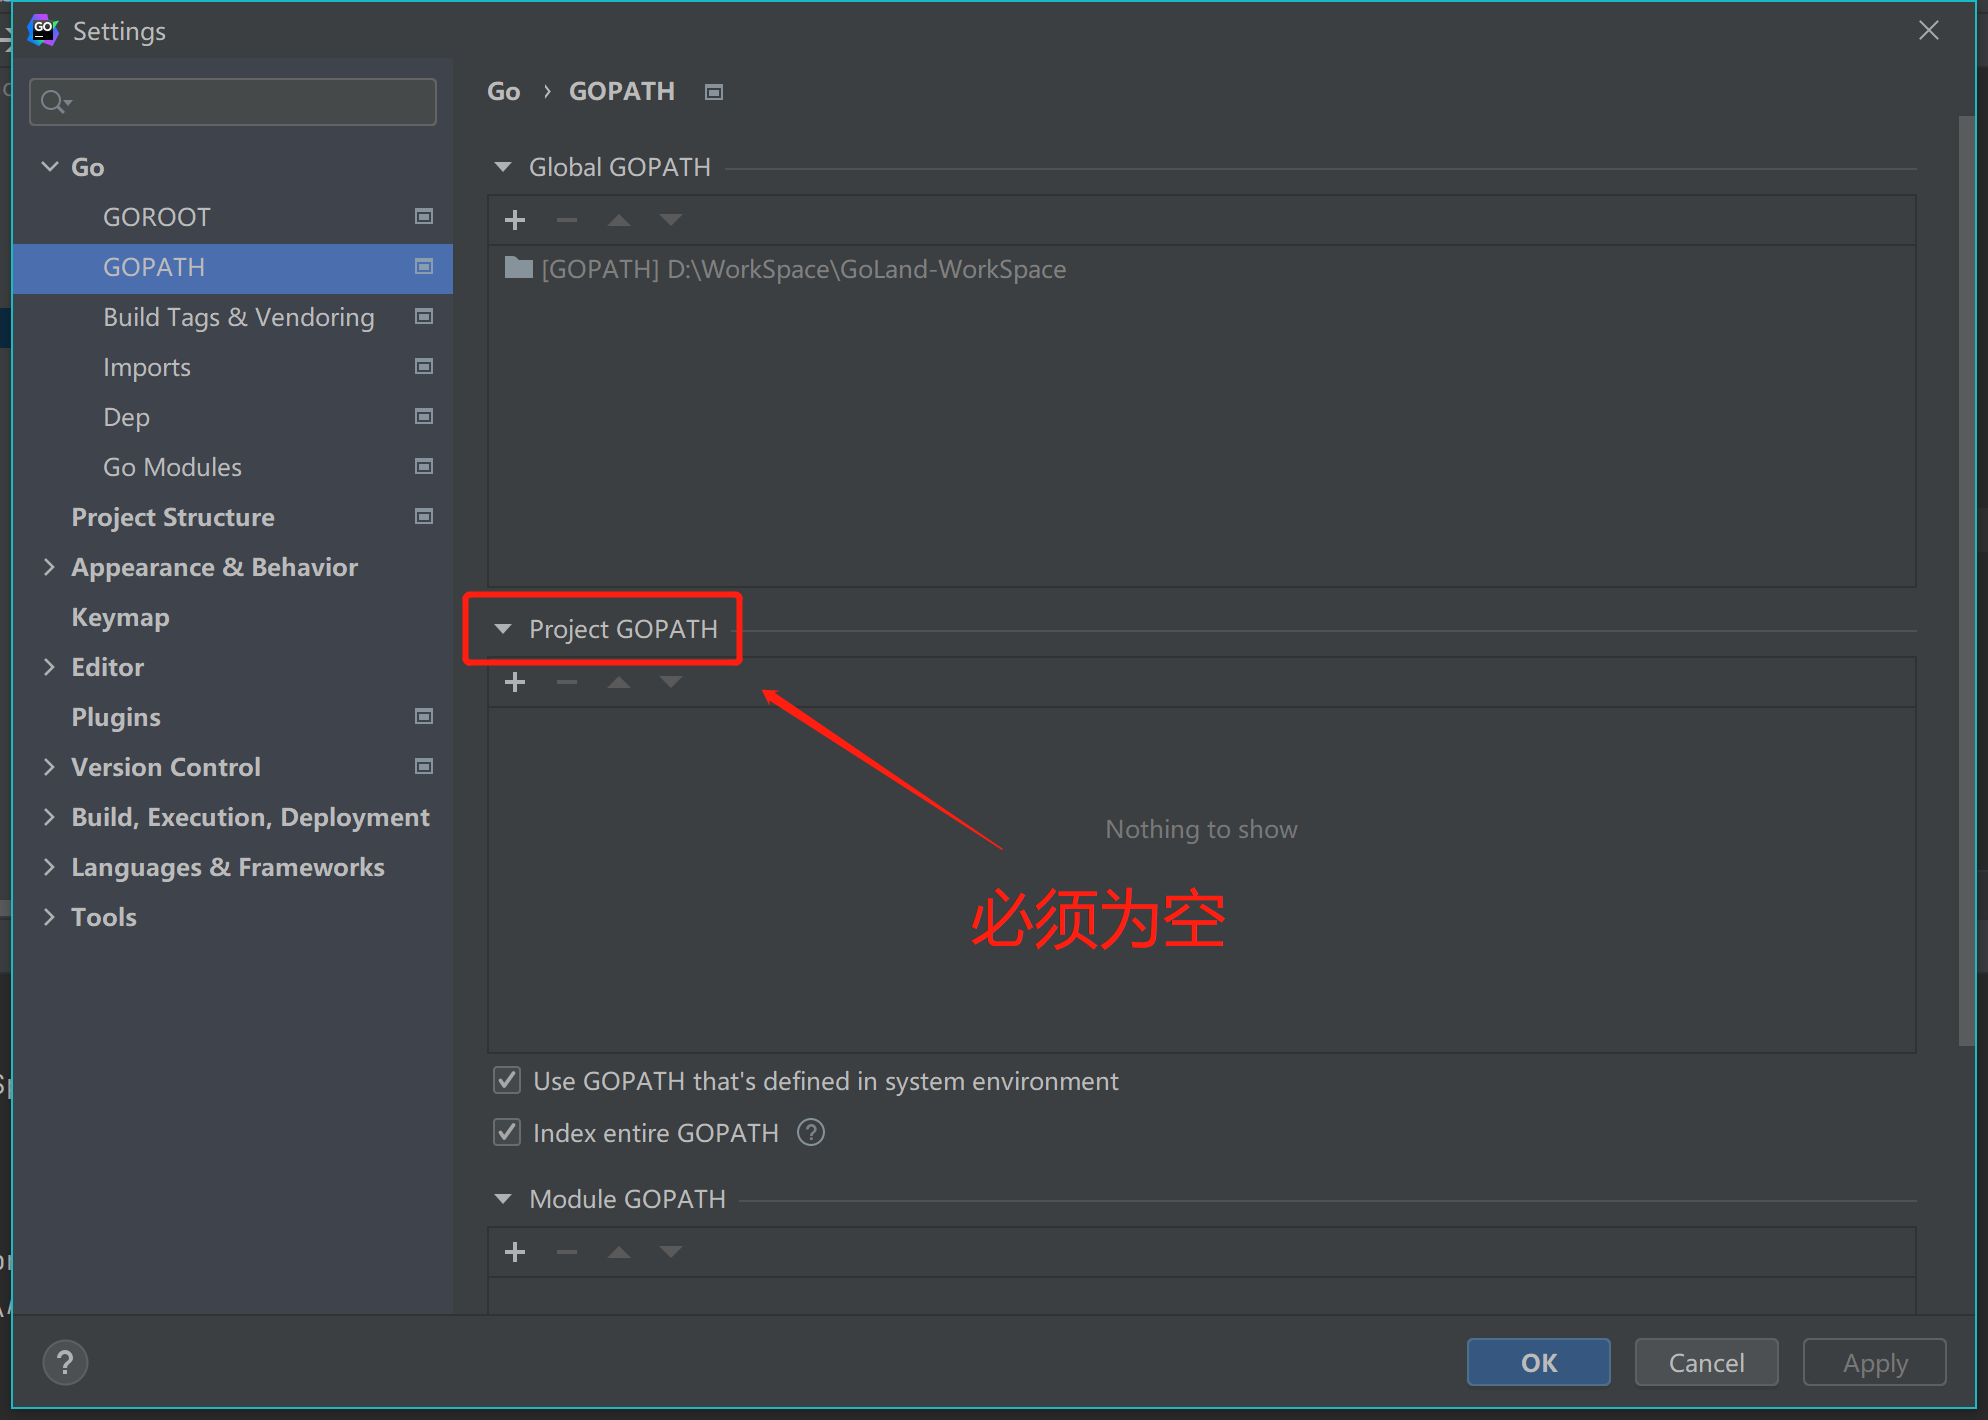 Settings
Go
GOROOT
GOPATH
Build Tags & Vendoring
Imports
Dep
Go Modules
Project Structure
Appearance & Behavior
Keymap
Editor
Plugins
Version Control
Build, Execution, Deployment
Languages & Frameworks
Tools
Go › GOPATH
Global GOPATH
[GOPATH] D:\WorkSpace\GoLand-WorkSpace
Project GOPATH
Nothing to show
必须为空
Use GOPATH that's defined in system environment
Index entire GOPATH ?
Module GOPATH
?
OK
Cancel
Apply